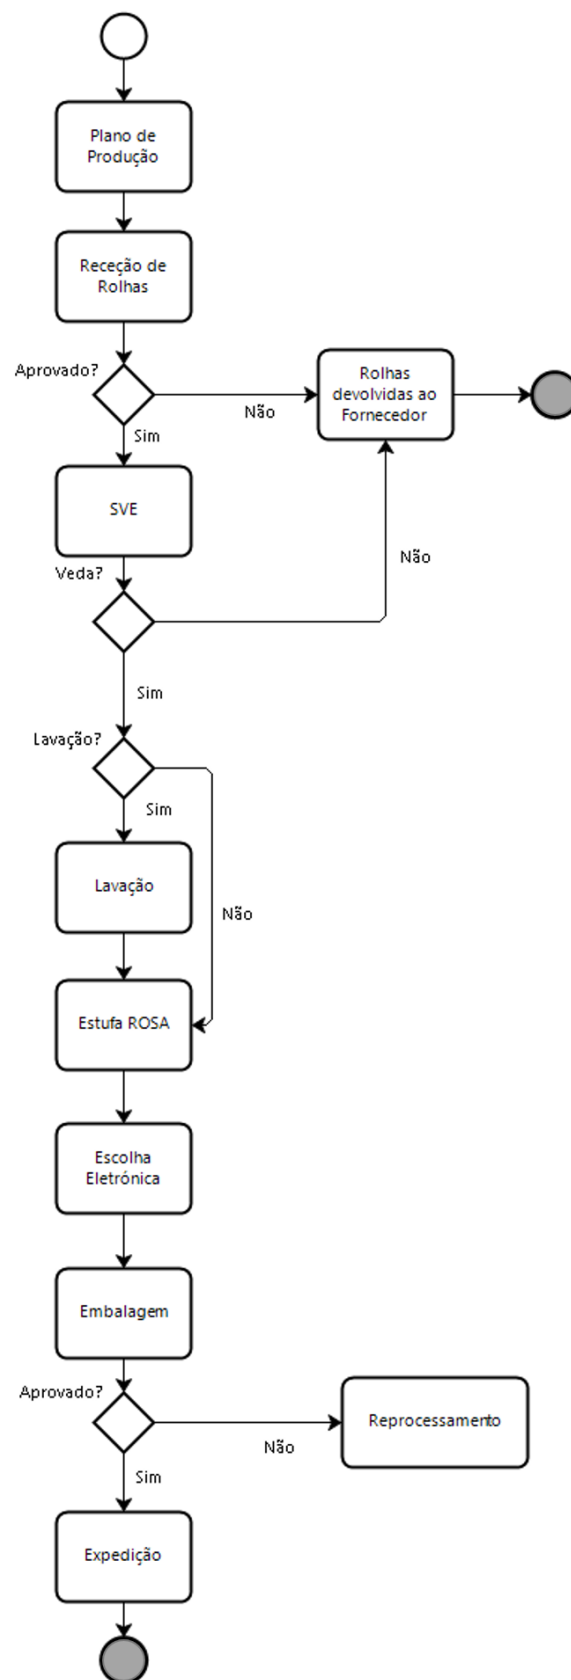 Plano de
Produção
Receção de
Rolhas
Aprovado?
Rolhas
devolvidas ao
Fornecedor
Não
Sim
SVE
Veda?
Não
Sim
Lavação?
Sim
Lavação
Não
Estufa ROSA
Escolha
Eletrónica
Embalagem
Aprovado?
Reprocessamento
Não
Sim
Expedição